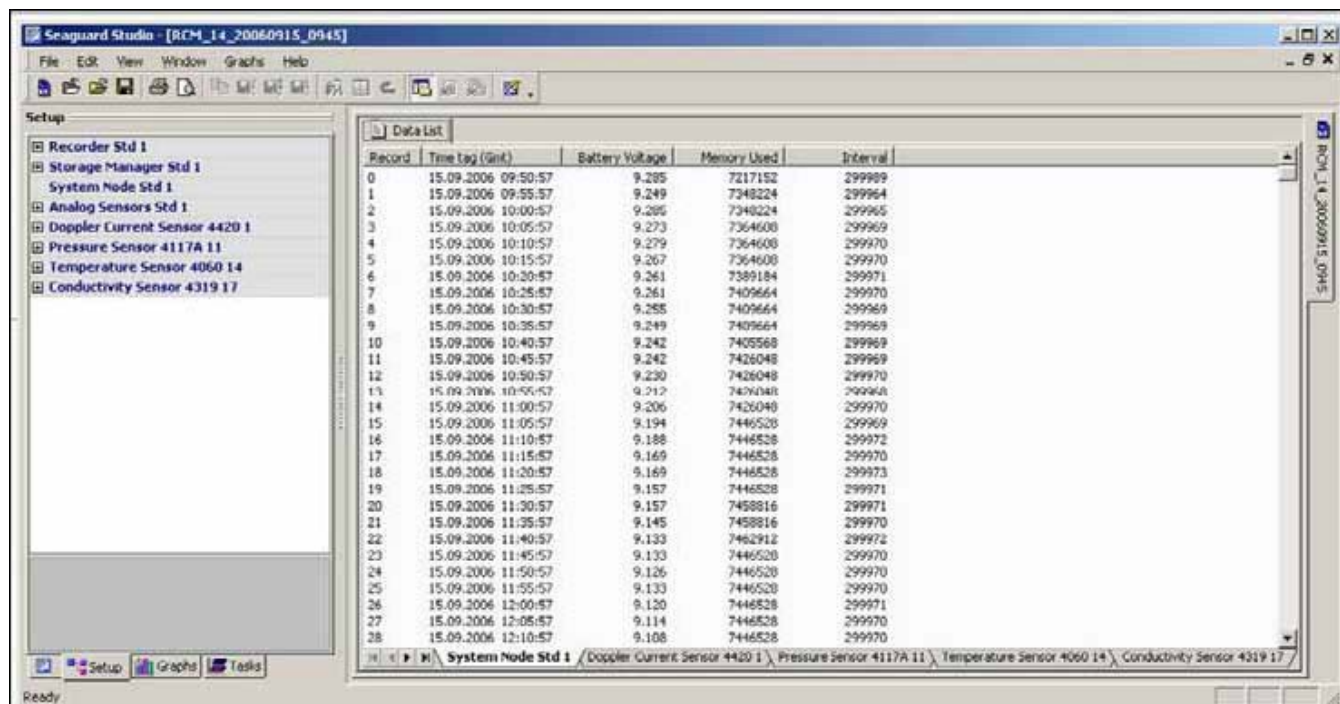 Seaguard Studio - [RCM_14_20060915_0945]
File Edit View Window Graphs Help
Setup
Recorder Std 1
Storage Manager Std 1
System Node Std 1
Analog Sensors Std 1
Doppler Current Sensor 4420 1
Pressure Sensor 4117A 11
Temperature Sensor 4060 14
Conductivity Sensor 4319 17
Data List
Record Time tag (Gmt) Battery Voltage Memory Used Interval
0 15.09.2006 09:50:57 9.285 7217152 299989
1 15.09.2006 09:55:57 9.249 7348224 299964
2 15.09.2006 10:00:57 9.285 7348224 299965
3 15.09.2006 10:05:57 9.273 7364608 299969
4 15.09.2006 10:10:57 9.279 7364608 299970
5 15.09.2006 10:15:57 9.267 7364608 299970
6 15.09.2006 10:20:57 9.261 7389184 299971
7 15.09.2006 10:25:57 9.261 7409664 299970
8 15.09.2006 10:30:57 9.255 7409664 299969
9 15.09.2006 10:35:57 9.249 7409664 299969
10 15.09.2006 10:40:57 9.242 7405568 299969
11 15.09.2006 10:45:57 9.242 7426048 299969
12 15.09.2006 10:50:57 9.230 7426048 299970
13 15.09.2006 10:55:57 9.212 7426048 299968
14 15.09.2006 11:00:57 9.206 7426048 299970
15 15.09.2006 11:05:57 9.194 7446528 299969
16 15.09.2006 11:10:57 9.188 7446528 299972
17 15.09.2006 11:15:57 9.169 7446528 299970
18 15.09.2006 11:20:57 9.169 7446528 299973
19 15.09.2006 11:25:57 9.157 7446528 299971
20 15.09.2006 11:30:57 9.157 7458816 299971
21 15.09.2006 11:35:57 9.145 7458816 299970
22 15.09.2006 11:40:57 9.133 7462912 299972
23 15.09.2006 11:45:57 9.133 7446528 299970
24 15.09.2006 11:50:57 9.126 7446528 299970
25 15.09.2006 11:55:57 9.133 7446528 299970
26 15.09.2006 12:00:57 9.120 7446528 299971
27 15.09.2006 12:05:57 9.114 7446528 299970
28 15.09.2006 12:10:57 9.108 7446528 299970
System Node Std 1 Doppler Current Sensor 4420 1 Pressure Sensor 4117A 11 Temperature Sensor 4060 14 Conductivity Sensor 4319 17
RCM_14_20060915_0945
Setup Graphs Tasks
Ready